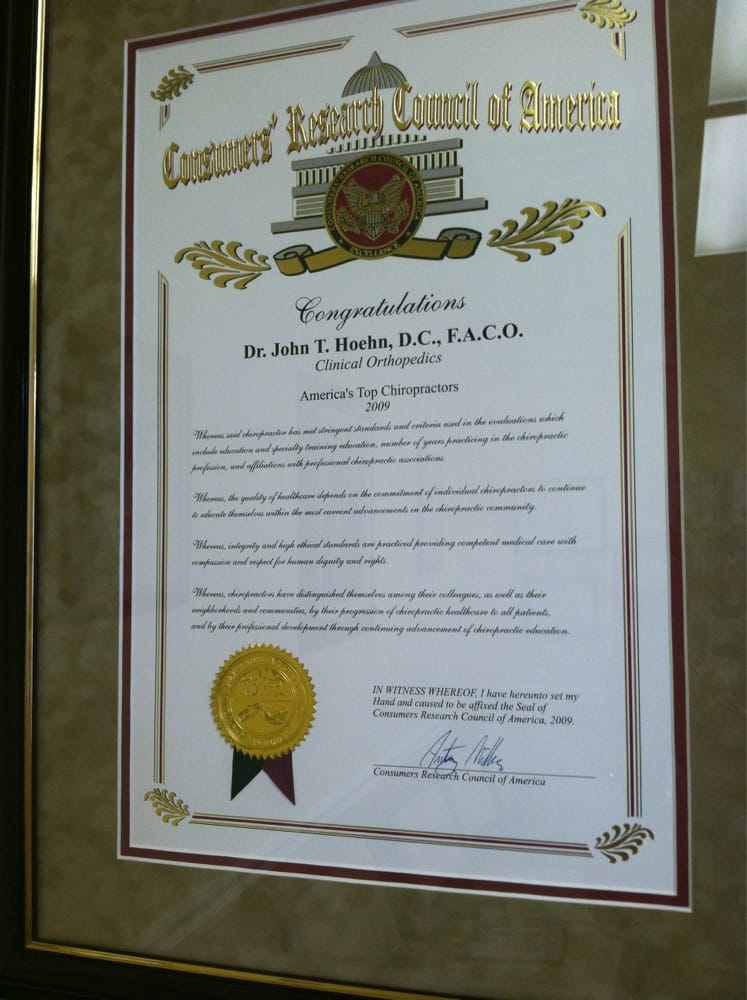 Consumers' Research Council of America
CONSUMERS RESEARCH COUNCIL OF AMERICA
EXCELLENCE
Congratulations
Dr. John T. Hoehn, D.C., F.A.C.O.
Clinical Orthopedics
America's Top Chiropractors
2009
Whereas said chiropractor has met stringent standards and criteria used in the evaluations which
include education and specialty training education, number of years practicing in the chiropractic
profession, and affiliations with professional chiropractic associations.
Whereas, the quality of healthcare depends on the commitment of individual chiropractors to continue
to educate themselves within the most current advancements in the chiropractic community.
Whereas, integrity and high ethical standards are practiced providing competent medical care with
compassion and respect for human dignity and rights.
Whereas, chiropractors have distinguished themselves among their colleagues, as well as their
neighborhoods and communities, by their progression of chiropractic healthcare to all patients,
and by their professional development through continuing advancement of chiropractic education.
IN WITNESS WHEREOF, I have hereunto set my
Hand and caused to be affixed the Seal of
Consumers Research Council of America, 2009.
Consumers Research Council of America